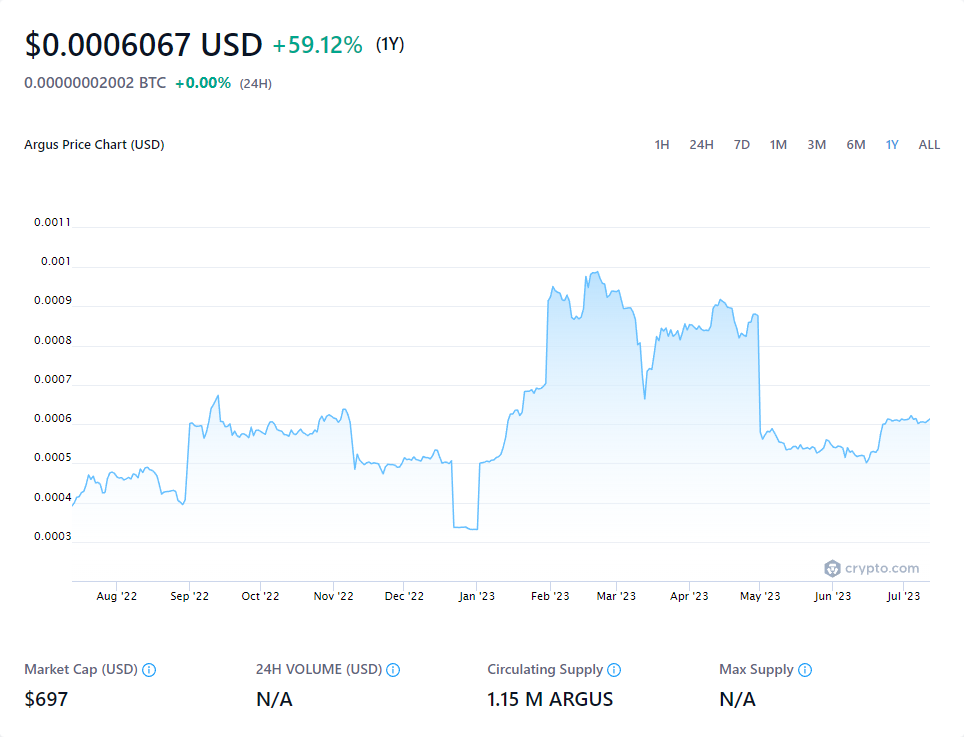 $0.0006067 USD +59.12% (1Y)
0.00000002002 BTC +0.00% (24H)
Argus Price Chart (USD) 1H 24H 7D 1M 3M 6M 1Y ALL
0.0011
0.001
0.0009
0.0008
0.0007
0.0006
0.0005
0.0004
0.0003
crypto.com
Aug '22 Sep '22 Oct '22 Nov '22 Dec '22 Jan '23 Feb '23 Mar '23 Apr '23 May '23 Jun '23 Jul '23
Market Cap (USD) 24H VOLUME (USD) Circulating Supply Max Supply
$697 N/A 1.15 M ARGUS N/A